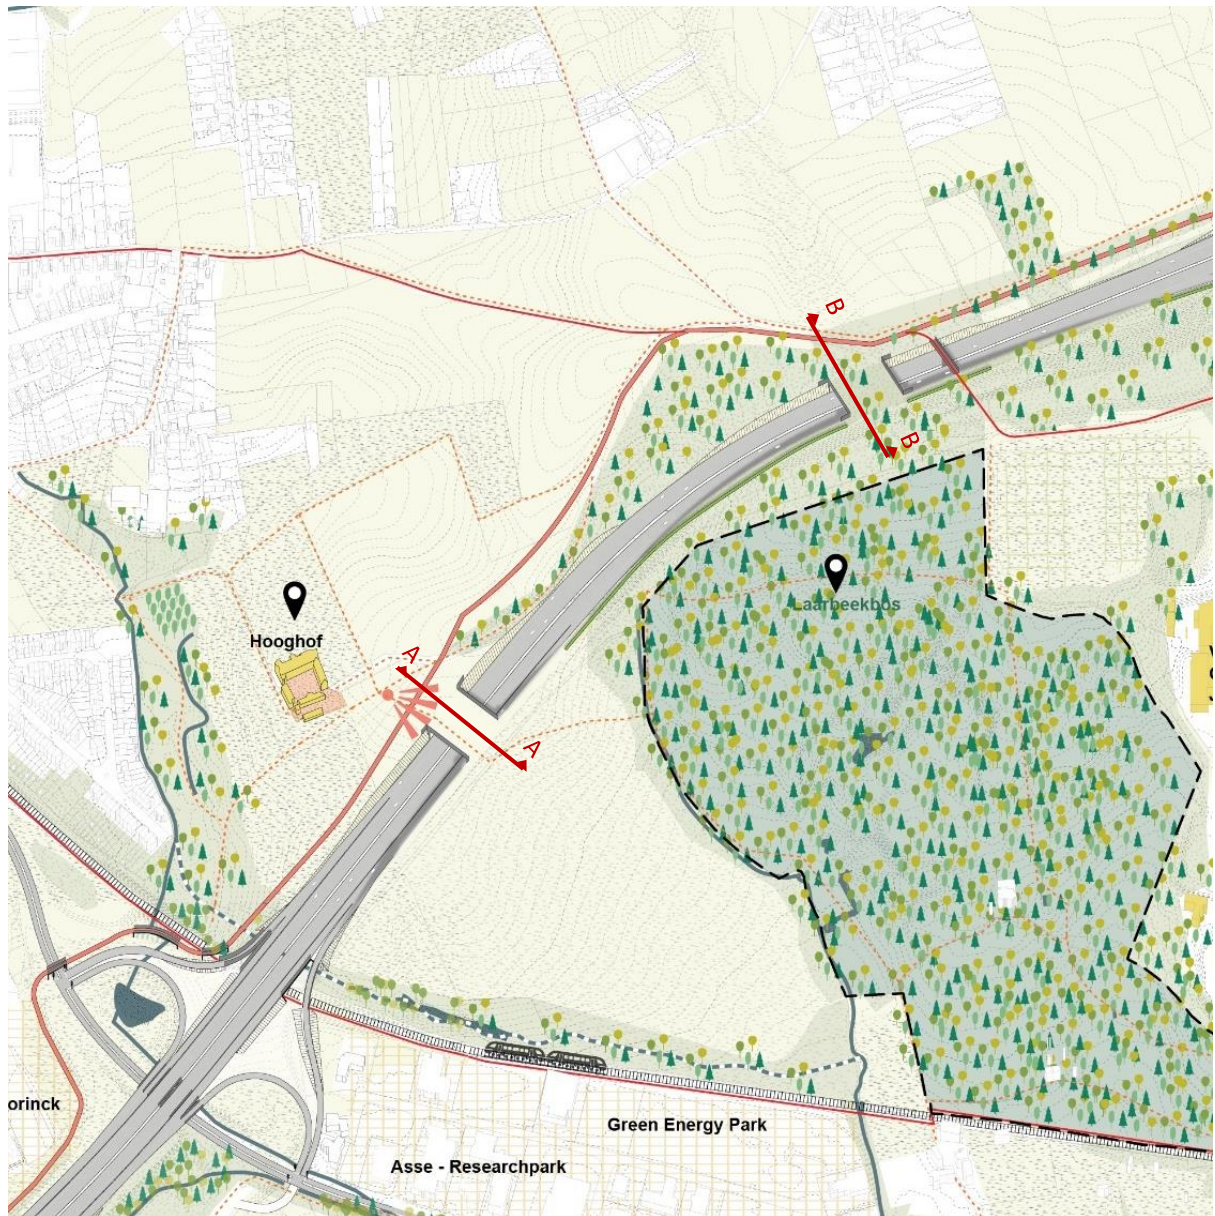 B
B
Laarbeekbos
Hooghof
A
A
orinck
Green Energy Park
Asse - Researchpark